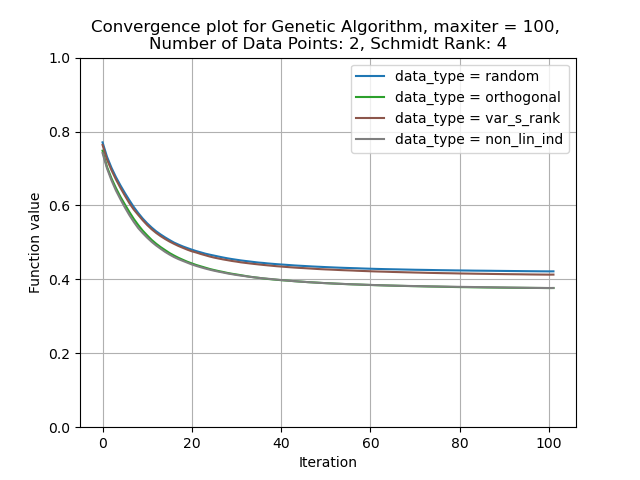 Convergence plot for Genetic Algorithm, maxiter = 100,
Number of Data Points: 2, Schmidt Rank: 4
1.0
0.8
0.6
0.4
0.2
0.0
Function value
data_type = random
data_type = orthogonal
data_type = var_s_rank
data_type = non_lin_ind
0
20
40
60
80
100
Iteration